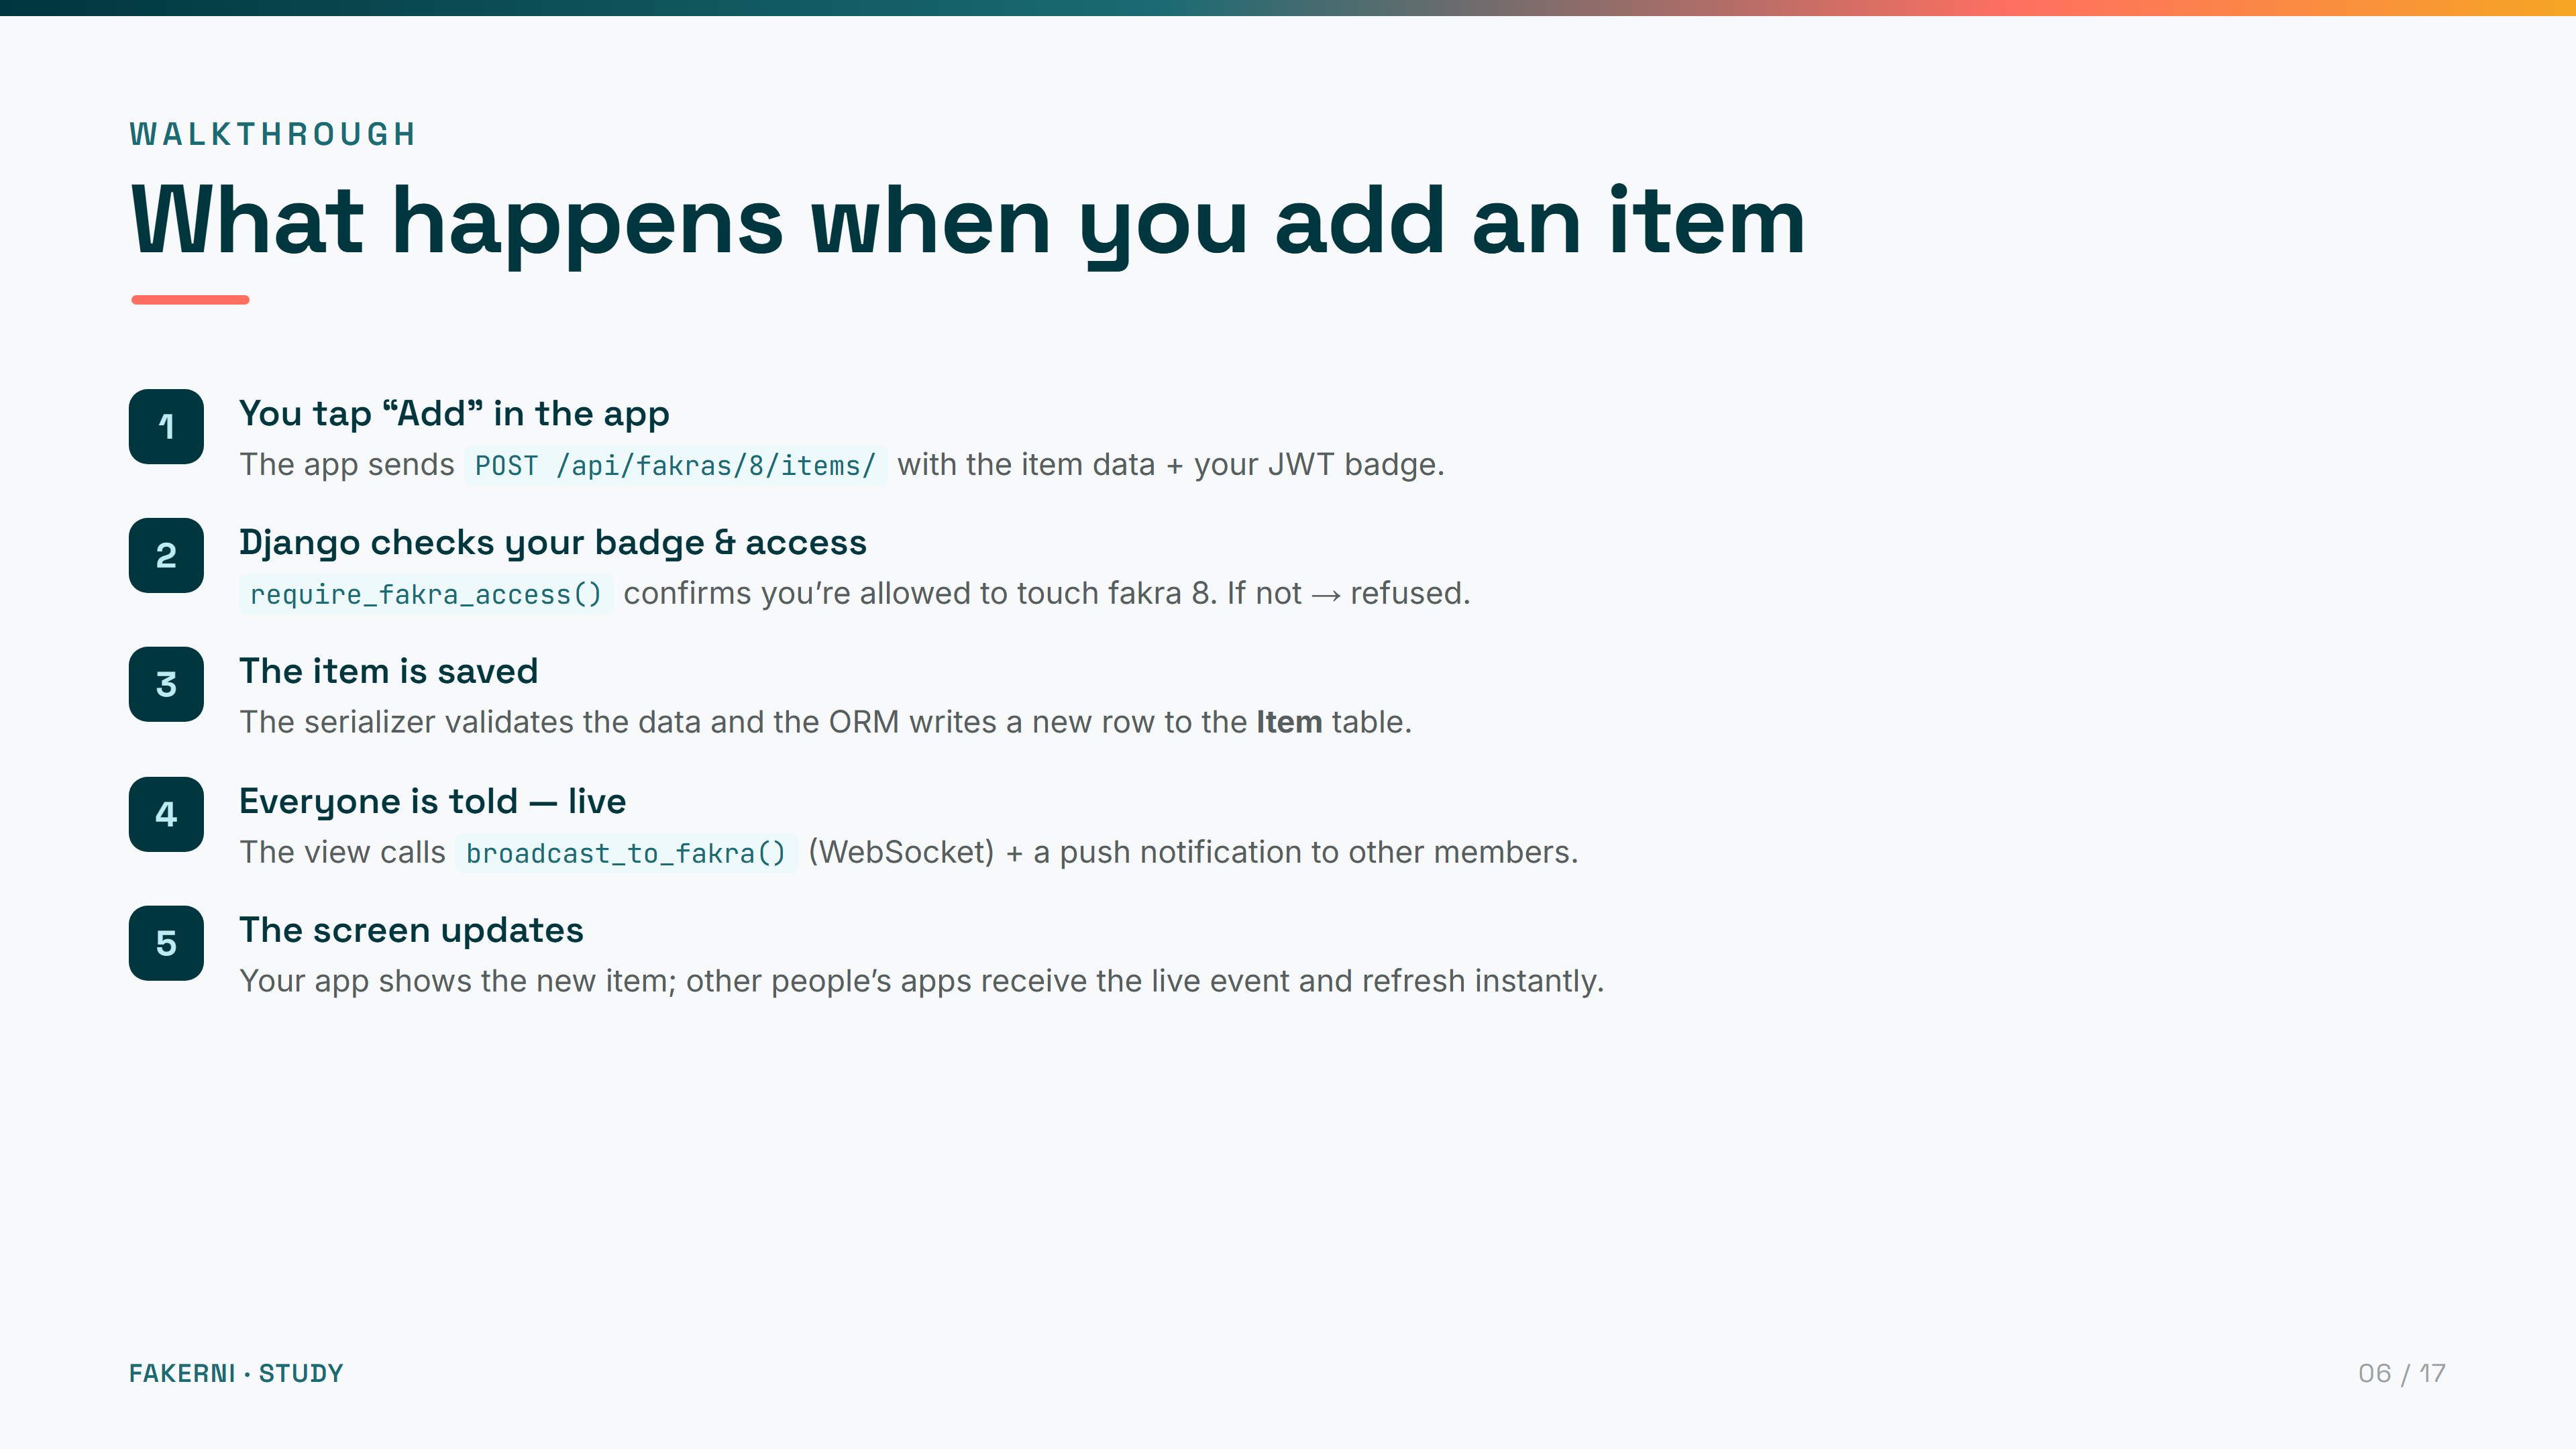 WALKTHROUGH
What happens when you add an item
1
You tap “Add” in the app
The app sends POST /api/fakras/8/items/ with the item data + your JWT badge.
2
Django checks your badge & access
require_fakra_access() confirms you’re allowed to touch fakra 8. If not → refused.
3
The item is saved
The serializer validates the data and the ORM writes a new row to the Item table.
4
Everyone is told — live
The view calls broadcast_to_fakra() (WebSocket) + a push notification to other members.
5
The screen updates
Your app shows the new item; other people’s apps receive the live event and refresh instantly.
FAKERNI · STUDY
06 / 17